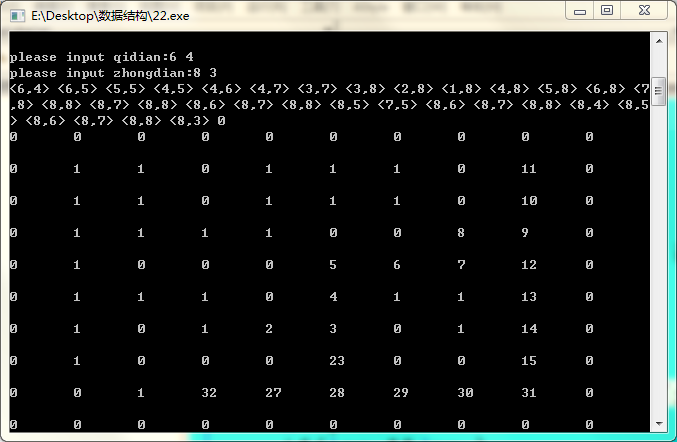 E:\Desktop\数据结构\22.exe
please input qidian:6 4
please input zhongdian:8 3
<6,4> <6,5> <5,5> <4,5> <4,6> <4,7> <3,7> <3,8> <2,8> <1,8> <4,8> <5,8> <6,8> <7
,8> <8,8> <8,7> <8,8> <8,6> <8,7> <8,8> <8,5> <7,5> <8,6> <8,7> <8,8> <8,4> <8,5
> <8,6> <8,7> <8,8> <8,3> 0
0 0 0 0 0 0 0 0 0
0 1 1 0 1 1 1 0 11 0
0 1 1 0 1 1 1 0 10 0
0 1 1 1 1 0 0 8 9 0
0 1 0 0 0 5 6 7 12 0
0 1 1 1 0 4 1 1 13 0
0 1 0 1 2 3 0 1 14 0
0 1 0 0 0 23 0 0 15 0
0 0 1 32 27 28 29 30 31 0
0 0 0 0 0 0 0 0 0 0